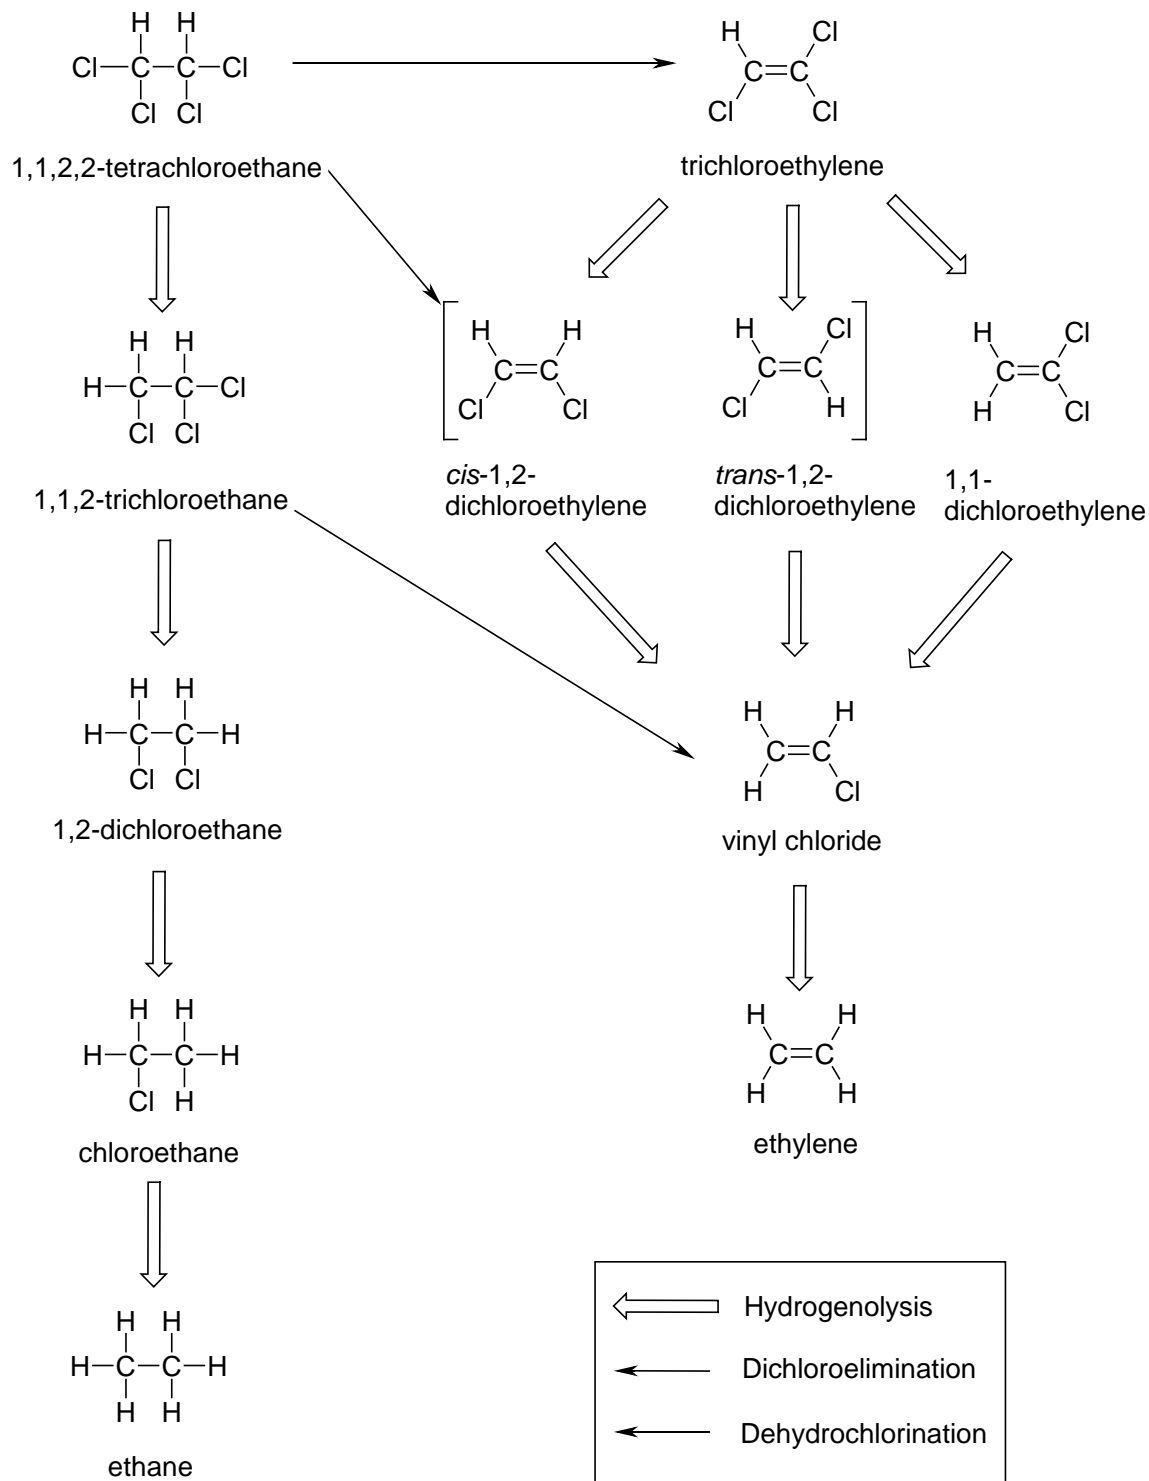 H H
Cl C C Cl
Cl Cl
1,1,2,2-tetrachloroethane
H Cl
C C
Cl Cl
trichloroethylene
H H
H C C Cl
Cl Cl
1,1,2-trichloroethane
H H
C C
Cl Cl
cis-1,2-
dichloroethylene
H Cl
C C
Cl H
trans-1,2-
dichloroethylene
H Cl
C C
H Cl
1,1-
dichloroethylene
H H
H C C H
Cl Cl
1,2-dichloroethane
H H
C C
H Cl
vinyl chloride
H H
H C C H
Cl H
chloroethane
H H
C C
H H
ethylene
H H
H C C H
H H
ethane
Hydrogenolysis
Dichloroelimination
Dehydrochlorination